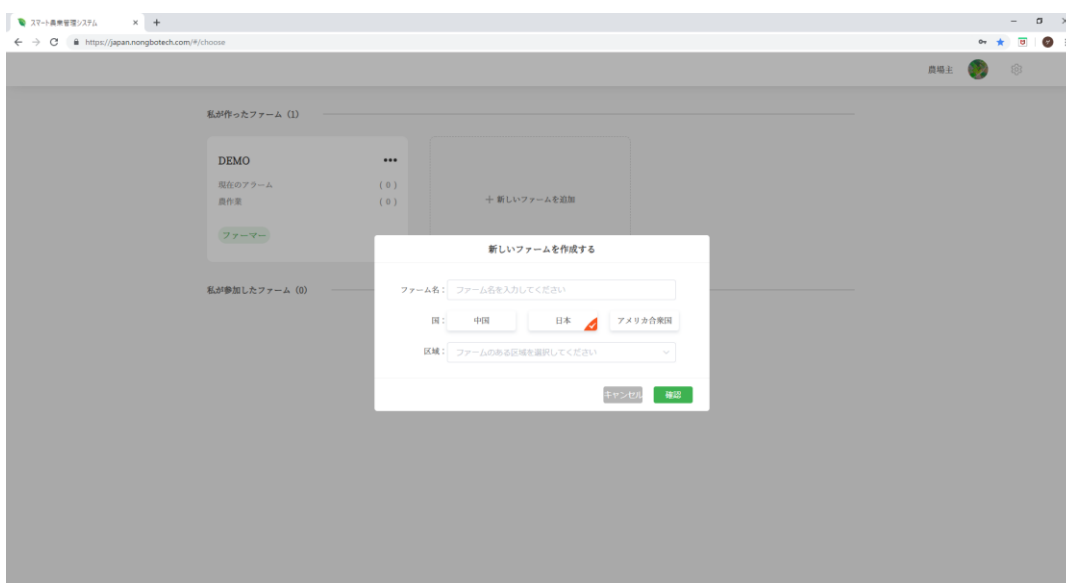 スマート農業管理システム
https://japan.nongbotech.com/#/choose
農場主
私が作ったファーム（1）
DEMO
現在のアラーム （ 0 ）
農作業 （ 0 ）
ファーマー
＋ 新しいファームを追加
私が参加したファーム（0）
新しいファームを作成する
ファーム名： ファーム名を入力してください
国： 中国 日本 アメリカ合衆国
区域： ファームのある区域を選択してください
キャンセル 確認